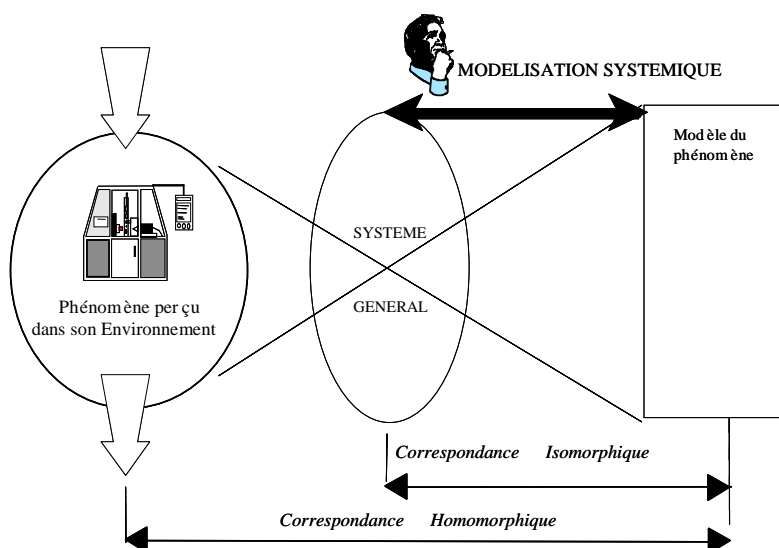 MODELISATION SYSTEMIQUE
Modèle du
phénomène
SYSTEME
GENERAL
Phénomène perçu
dans son Environnement
Correspondance Isomorphique
Correspondance Homomorphique